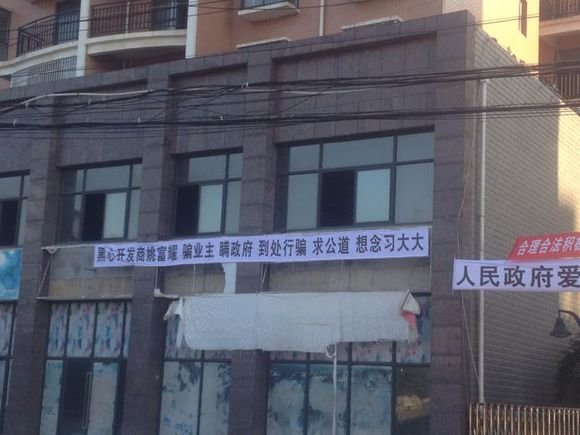 黑心开发商姚富耀 骗业主 瞒政府 到处行骗 求公道 想念习大大
合理合法积
人民政府爱